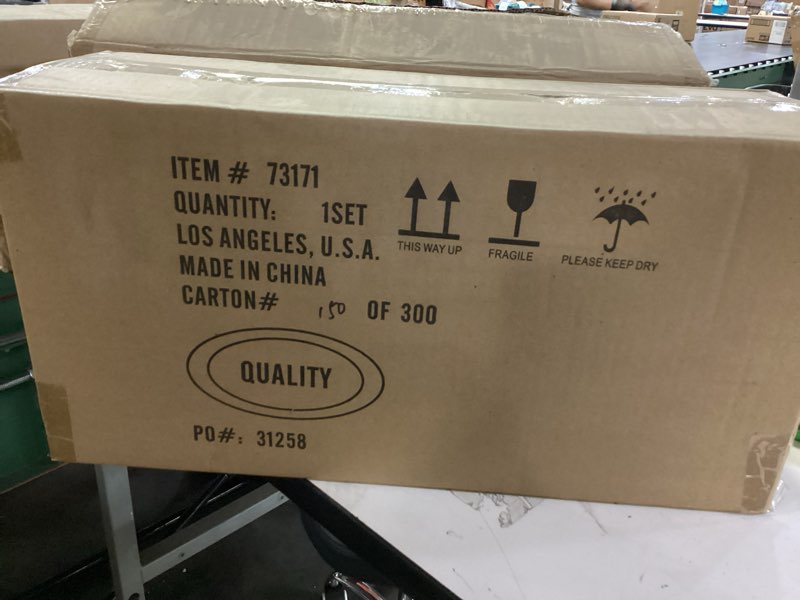 ITEM # 73171
QUANTITY: 1SET
LOS ANGELES, U.S.A.
MADE IN CHINA
CARTON# 150 OF 300
QUALITY
PO#: 31258
THIS WAY UP
FRAGILE
PLEASE KEEP DRY